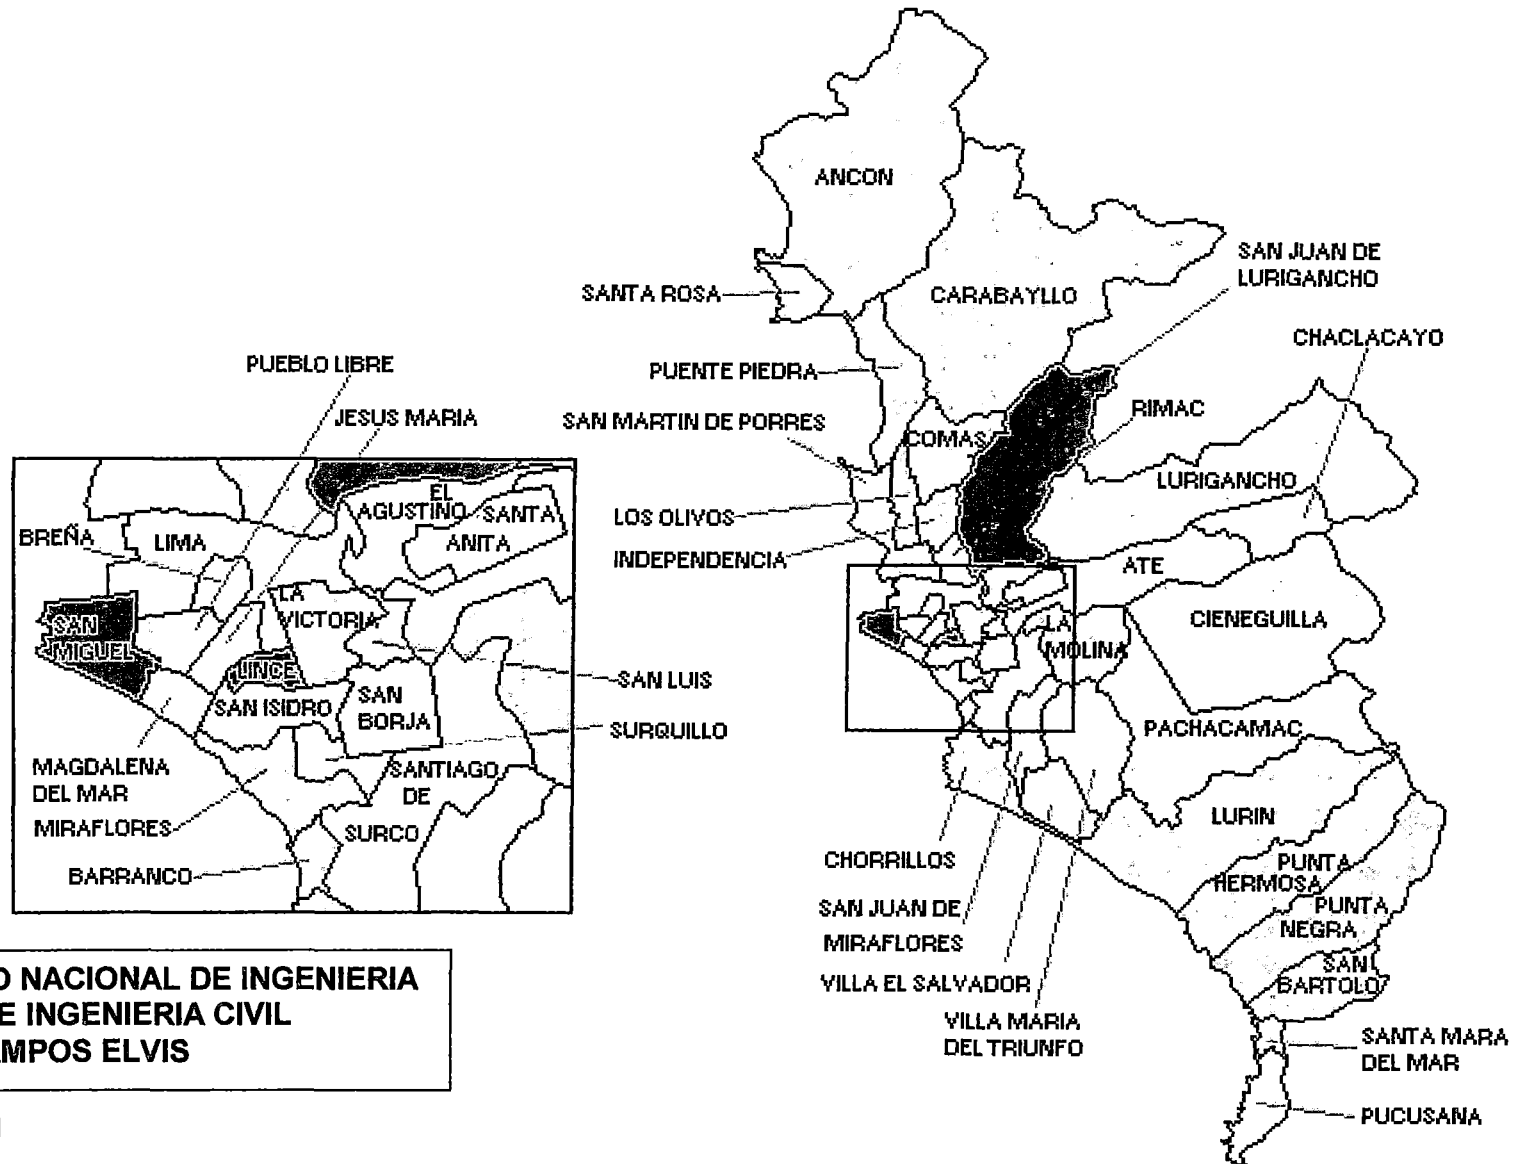 ANCON
SAN JUAN DE
LURIGANCHO
SANTA ROSA
CARABAYLLO
CHACLACAYO
PUEBLO LIBRE
PUENTE PIEDRA
JESUS MARIA
SAN MARTIN DE PORRES
RIMAC
COMAS
LURIGANCHO
EL
AGUSTINO
SANTA
ANITA
BREÑA
LIMA
LOS OLIVOS
INDEPENDENCIA
ATE
LA
VICTORIA
SAN
MIGUEL
CIENEGUILLA
LA
MOLINA
LINCE
SAN LUIS
SAN ISIDRO
SAN
BORJA
SURQUILLO
PACHACAMAC
MAGDALENA
DEL MAR
SANTIAGO
DE
SURCO
MIRAFLORES
BARRANCO
LURIN
CHORRILLOS
PUNTA
HERMOSA
SAN JUAN DE
MIRAFLORES
PUNTA
NEGRA
VILLA EL SALVADOR
SAN
BARTOLO
VILLA MARIA
DEL TRIUNFO
SANTA MARA
DEL MAR
PUCUSANA
O NACIONAL DE INGENIERIA
E INGENIERIA CIVIL
MPOS ELVIS